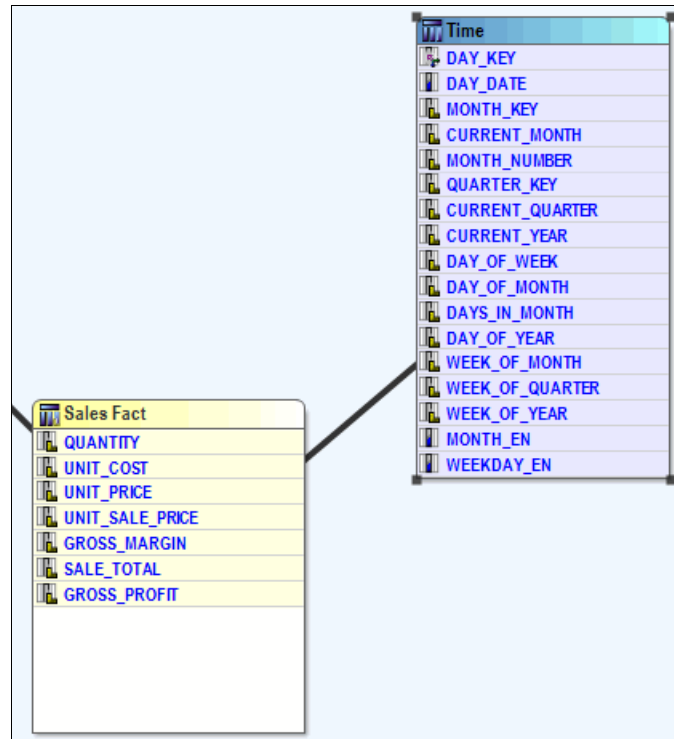 Time
DAY_KEY
DAY_DATE
MONTH_KEY
CURRENT_MONTH
MONTH_NUMBER
QUARTER_KEY
CURRENT_QUARTER
CURRENT_YEAR
DAY_OF_WEEK
DAY_OF_MONTH
DAYS_IN_MONTH
DAY_OF_YEAR
WEEK_OF_MONTH
WEEK_OF_QUARTER
WEEK_OF_YEAR
MONTH_EN
WEEKDAY_EN
Sales Fact
QUANTITY
UNIT_COST
UNIT_PRICE
UNIT_SALE_PRICE
GROSS_MARGIN
SALE_TOTAL
GROSS_PROFIT